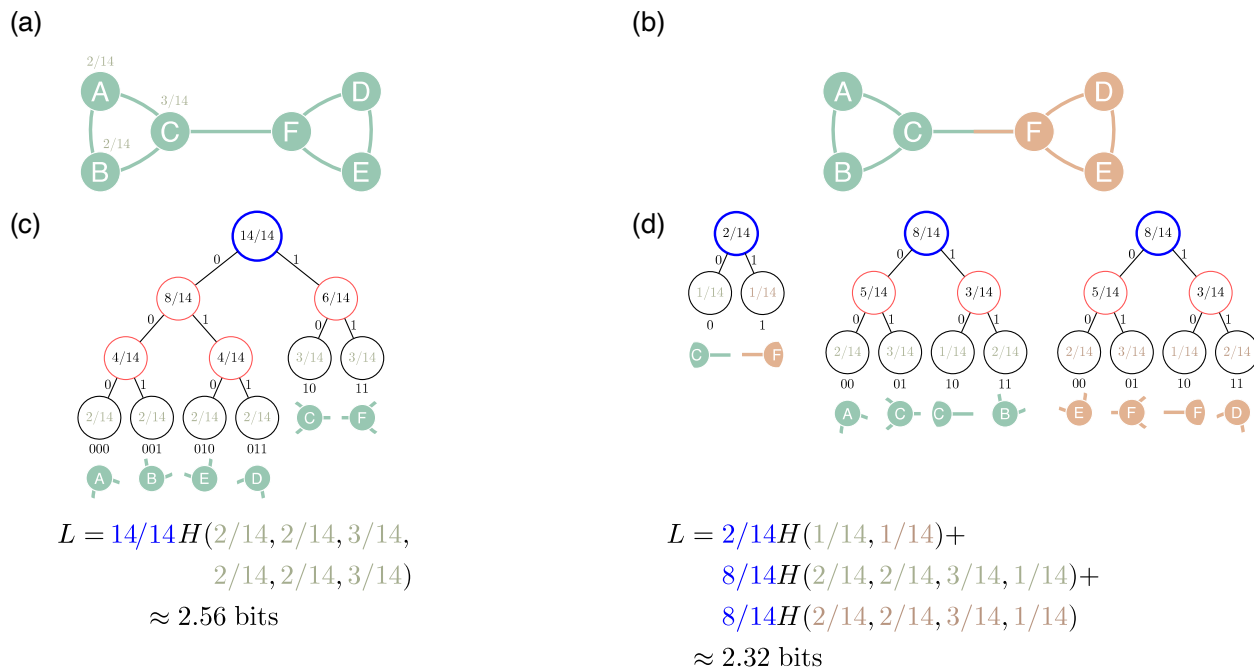 (a)
(b)
2/14
A
3/14
C
2/14
B
F
D
E
A
C
B
F
D
E
(c)
14/14
0 1
8/14 6/14
0 1 0 1
4/14 4/14 3/14 3/14
0 1 0 1 10 11
2/14 2/14 2/14 2/14 C F
000 001 010 011
A B E D
(d)
2/14 8/14 8/14
0 1 0 1 0 1
1/14 1/14 5/14 3/14 5/14 3/14
0 1 0 1 0 1 0 1 0 1
C F 2/14 3/14 1/14 2/14 2/14 3/14 1/14 2/14
00 01 10 11 00 01 10 11
A C C B E F F D
L = 14/14H(2/14, 2/14, 3/14,
2/14, 2/14, 3/14)
≈ 2.56 bits
L = 2/14H(1/14, 1/14)+
8/14H(2/14, 2/14, 3/14, 1/14)+
8/14H(2/14, 2/14, 3/14, 1/14)
≈ 2.32 bits